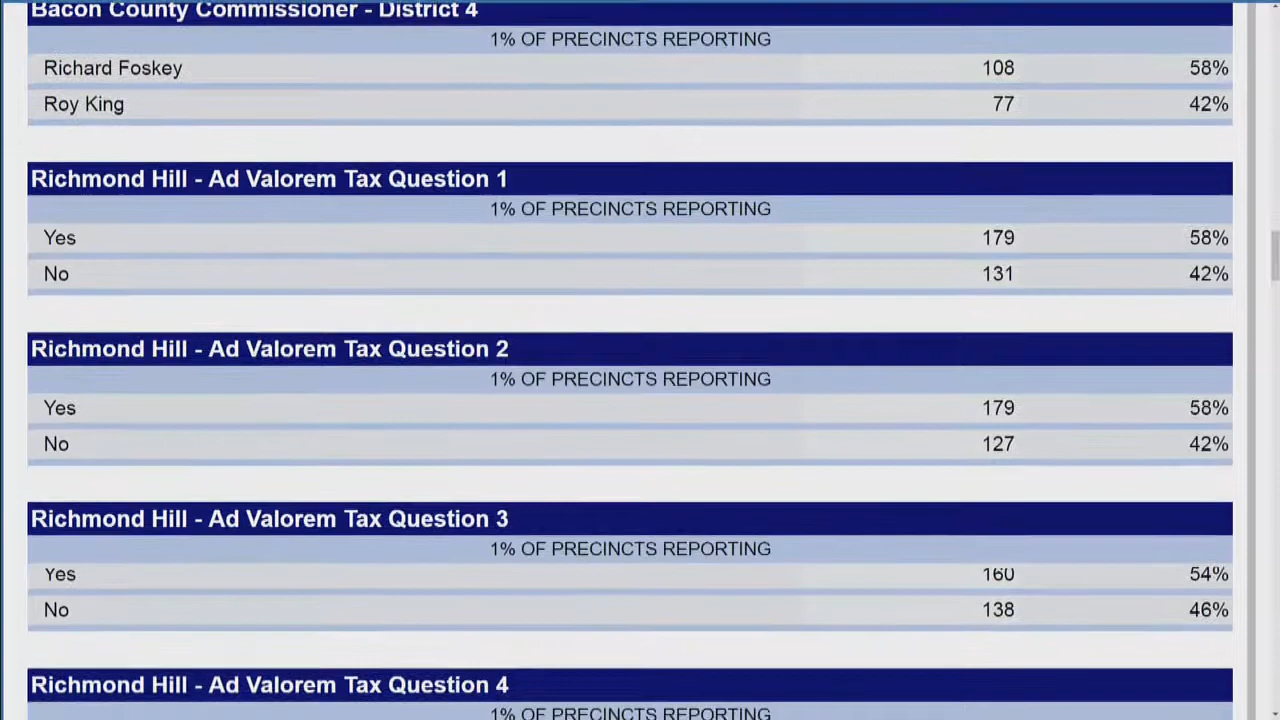 Bacon County Commissioner - District 4
1% OF PRECINCTS REPORTING
Richard Foskey 108 58%
Roy King 77 42%
Richmond Hill - Ad Valorem Tax Question 1
1% OF PRECINCTS REPORTING
Yes 179 58%
No 131 42%
Richmond Hill - Ad Valorem Tax Question 2
1% OF PRECINCTS REPORTING
Yes 179 58%
No 127 42%
Richmond Hill - Ad Valorem Tax Question 3
1% OF PRECINCTS REPORTING
Yes 160 54%
No 138 46%
Richmond Hill - Ad Valorem Tax Question 4
1% OF PRECINCTS REPORTING